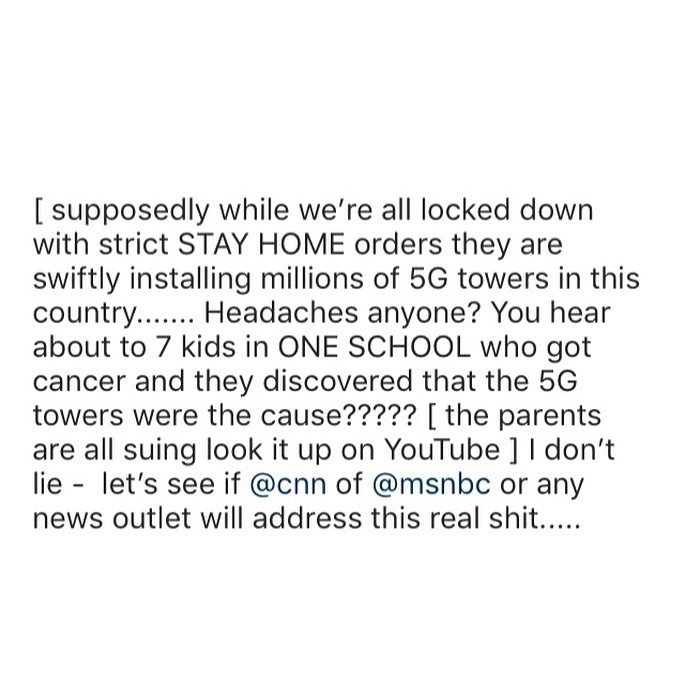 [ supposedly while we’re all locked down
with strict STAY HOME orders they are
swiftly installing millions of 5G towers in this
country....... Headaches anyone? You hear
about to 7 kids in ONE SCHOOL who got
cancer and they discovered that the 5G
towers were the cause????? [ the parents
are all suing look it up on YouTube ] I don’t
lie - let’s see if @cnn of @msnbc or any
news outlet will address this real shit.....